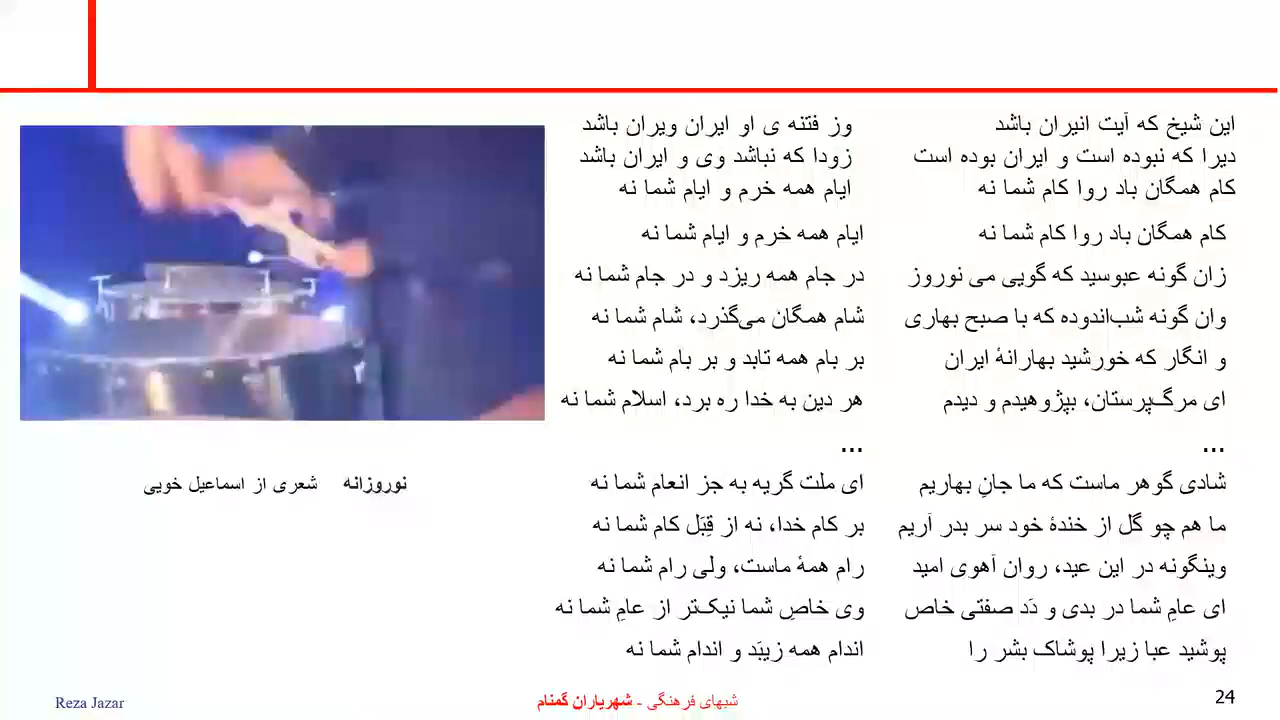 این شیخ که آیت انیران باشد وز فتنه ی او ایران ویران باشد
دیرا که نبوده است و ایران بوده است زودا که نباشد وی و ایران باشد
کام همگان باد روا کام شما نه ایام همه خرم و ایام شما نه
کام همگان باد روا کام شما نه ایام همه خرم و ایام شما نه
زان گونه عبوسید که گویی می نوروز در جام همه ریزد و در جام شما نه
وان گونه شب‌اندوده که با صبح بهاری شام همگان می‌گذرد، شام شما نه
و انگار که خورشید بهارانهٔ ایران بر بام همه تابد و بر بام شما نه
ای مرگ‌پرستان، بپژوهیدم و دیدم هر دین به خدا ره برد، اسلام شما نه
... ...
شادی گوهر ماست که ما جانِ بهاریم ای ملت گریه به جز انعام شما نه
ما هم چو گل از خندهٔ خود سر بدر آریم بر کام خدا، نه از قِبَل کام شما نه
وینگونه در این عید، روان آهوی امید رام همهٔ ماست، ولی رام شما نه
ای عامِ شما در بدی و دَد صفتی خاص وی خاصِ شما نیک‌تر از عامِ شما نه
پوشید عبا زیرا پوشاک بشر را اندام همه زیبَد و اندام شما نه
نوروزانه شعری از اسماعیل خویی
Reza Jazar
شبهای فرهنگی - شهریاران گمنام
24